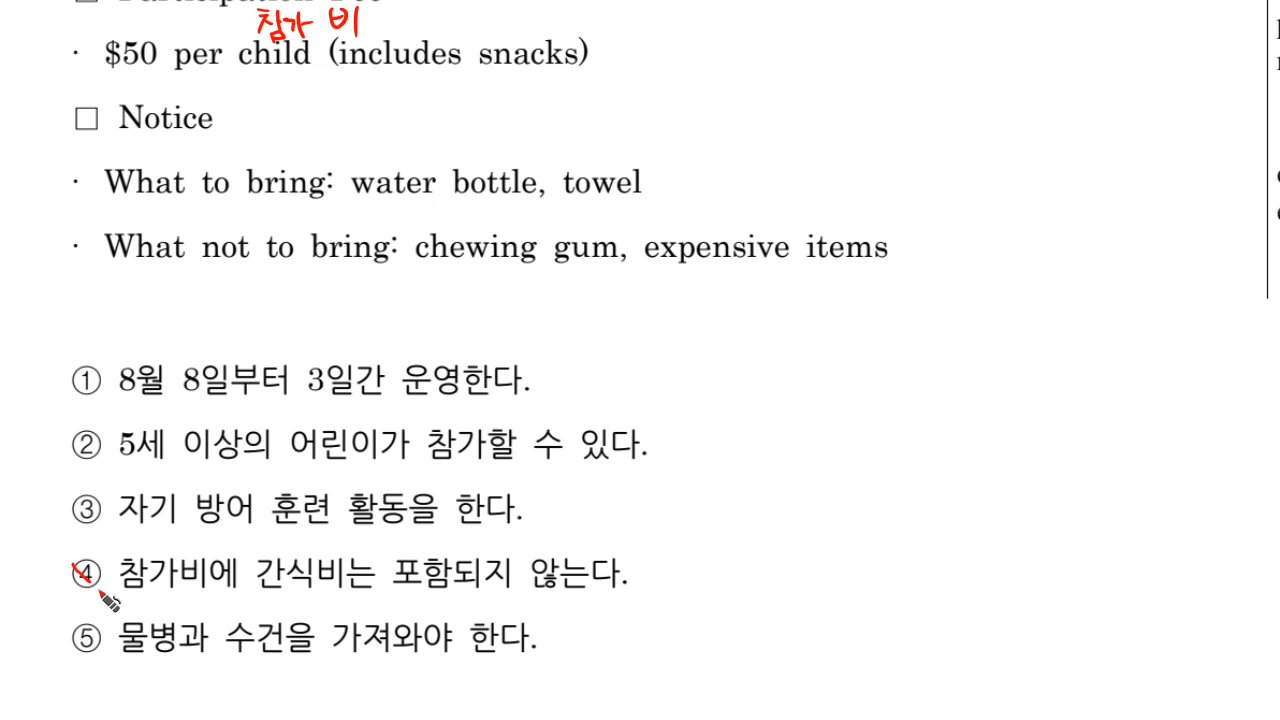 참가 비
· $50 per child (includes snacks)
□ Notice
· What to bring: water bottle, towel
· What not to bring: chewing gum, expensive items
① 8월 8일부터 3일간 운영한다.
② 5세 이상의 어린이가 참가할 수 있다.
③ 자기 방어 훈련 활동을 한다.
④ 참가비에 간식비는 포함되지 않는다.
⑤ 물병과 수건을 가져와야 한다.